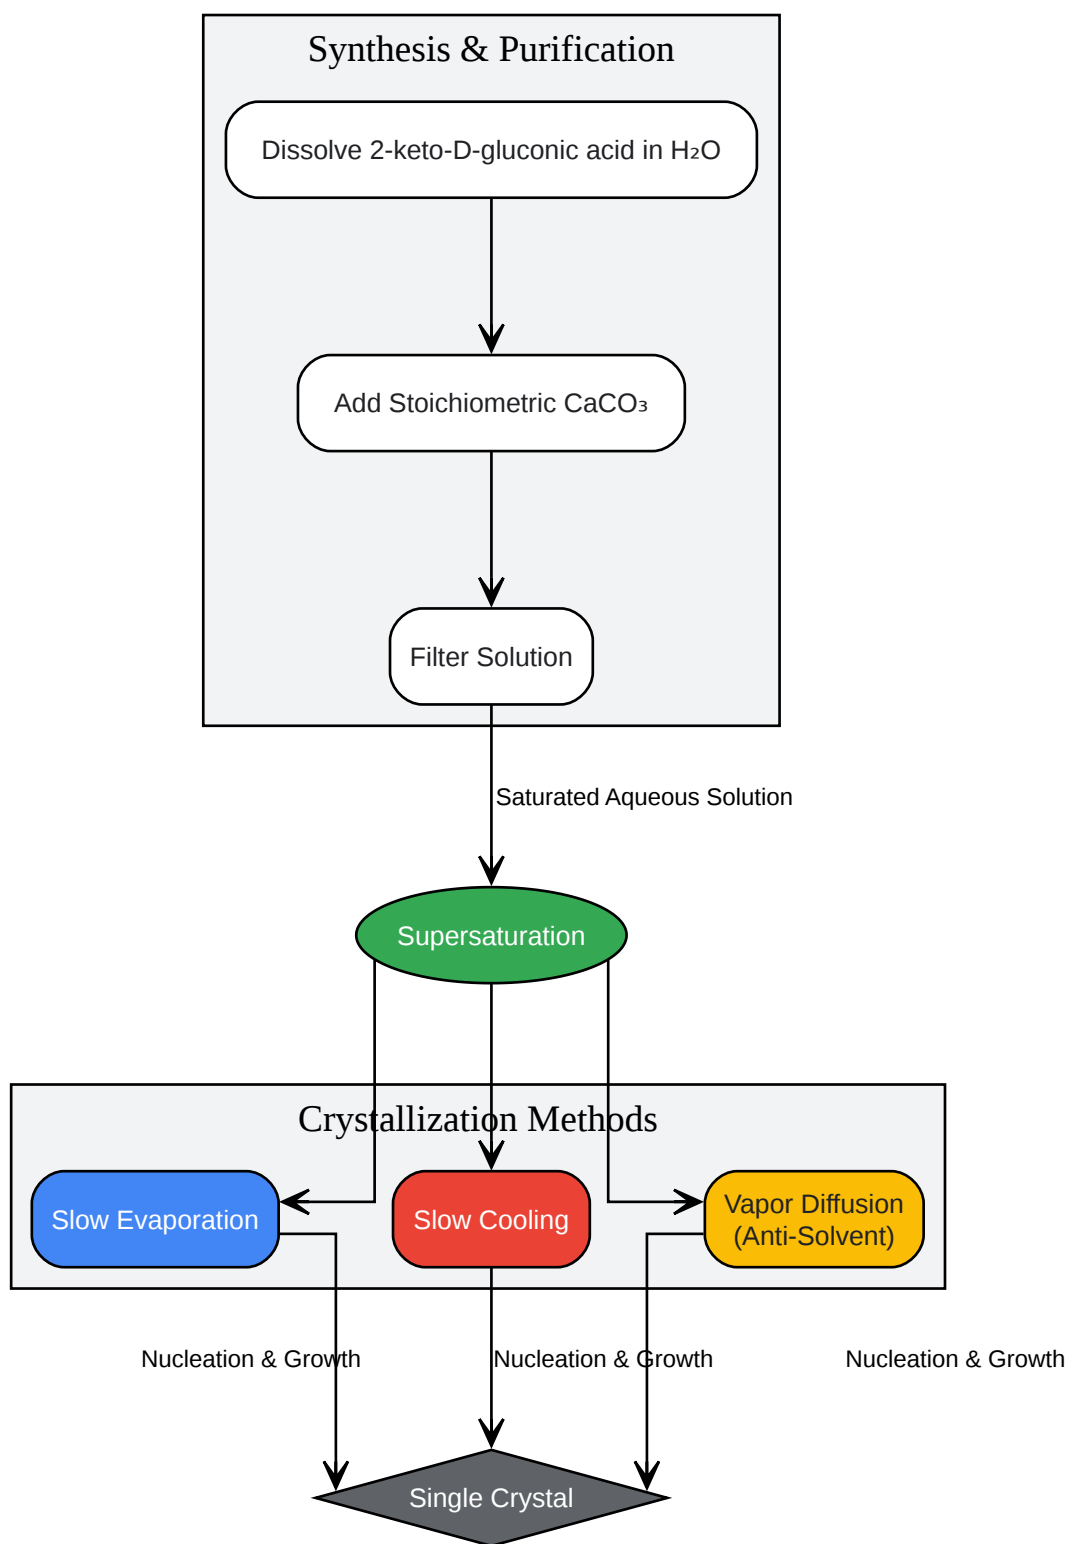 Synthesis & Purification
Dissolve 2-keto-D-gluconic acid in H₂O
Add Stoichiometric CaCO₃
Filter Solution
Saturated Aqueous Solution
Supersaturation
Crystallization Methods
Slow Evaporation
Slow Cooling
Vapor Diffusion
(Anti-Solvent)
Nucleation & Growth
Nucleation & Growth
Nucleation & Growth
Single Crystal